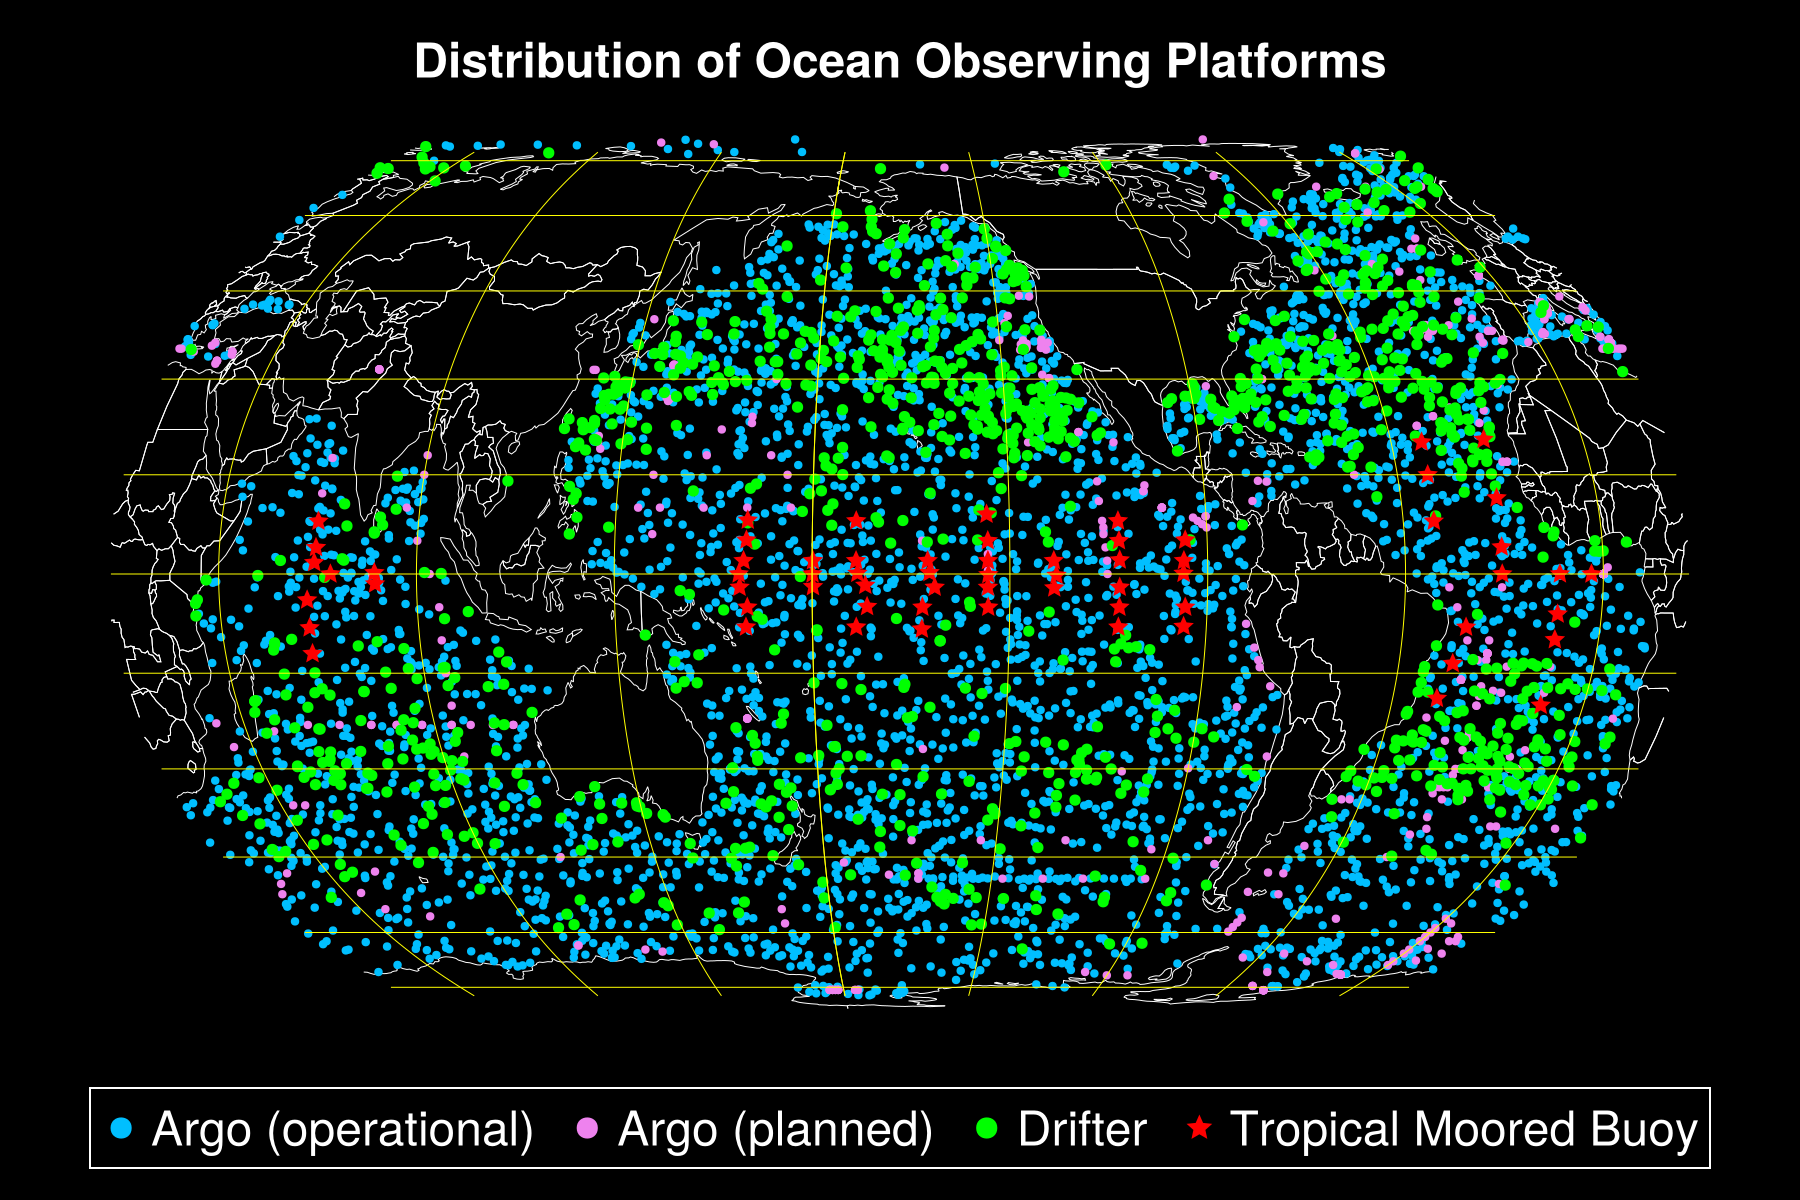 Distribution of Ocean Observing Platforms
Argo (operational) Argo (planned) Drifter Tropical Moored Buoy